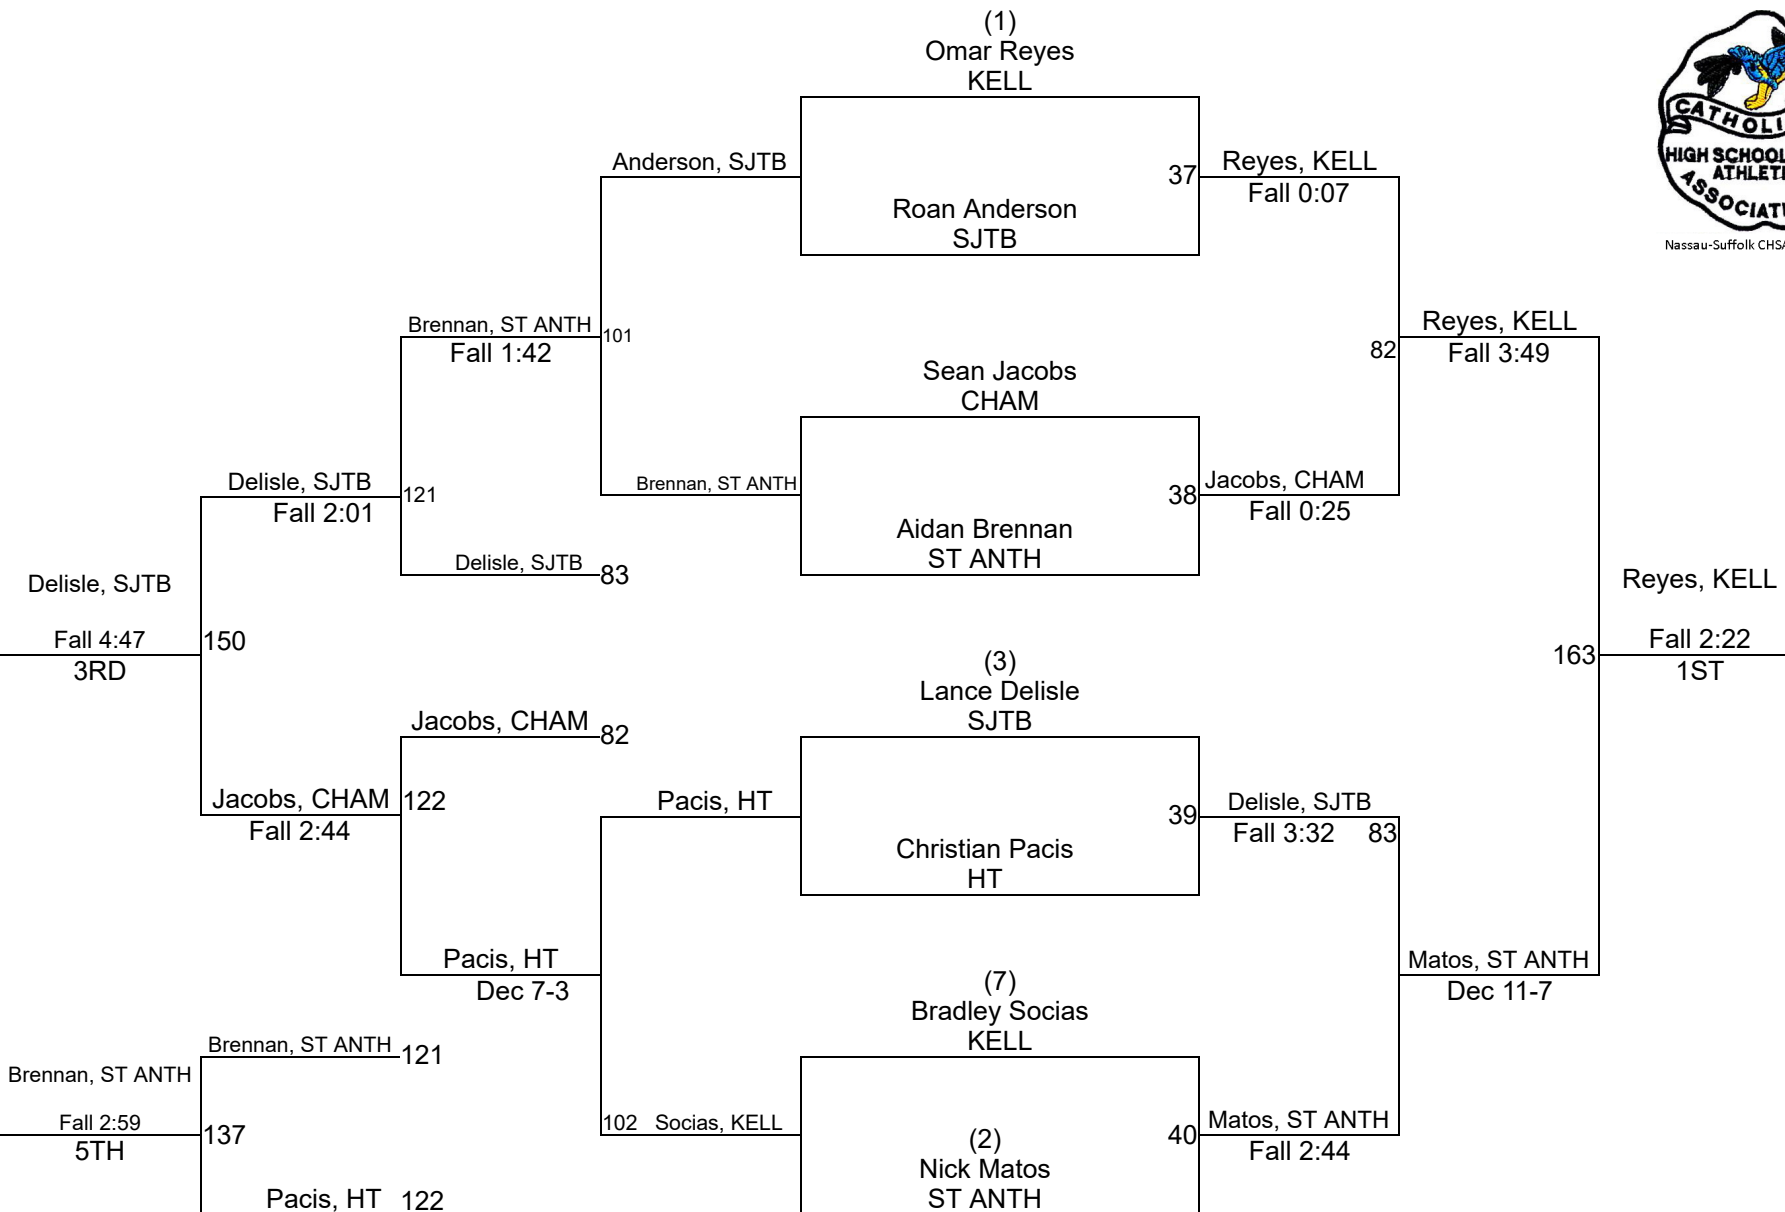 (1)
Omar Reyes
KELL
Anderson, SJTB
37
Reyes, KELL
Fall 0:07
Roan Anderson
SJTB
HIGH SCHOOL
Nassau-Suffolk
Brennan, ST ANTH
Fall 1:42
101
Sean Jacobs
CHAM
82
Reyes, KELL
Fall 3:49
Delisle, SJTB
Fall 2:01
121
Brennan, ST ANTH
38
Jacobs, CHAM
Fall 0:25
Aidan Brennan
ST ANTH
Delisle, SJTB
83
Delisle, SJTB
Fall 4:47
3RD
150
Reyes, KELL
163
Fall 2:22
1ST
(3)
Lance Delisle
SJTB
Jacobs, CHAM
82
Jacobs, CHAM
Fall 2:44
122
Pacis, HT
39
Delisle, SJTB
Fall 3:32
83
Christian Pacis
HT
Pacis, HT
Dec 7-3
Matos, ST ANTH
Dec 11-7
(7)
Bradley Socias
KELL
Brennan, ST ANTH
121
Brennan, ST ANTH
Fall 2:59
5TH
137
102
Socias, KELL
40
Matos, ST ANTH
Fall 2:44
(2)
Nick Matos
ST ANTH
Pacis, HT
122